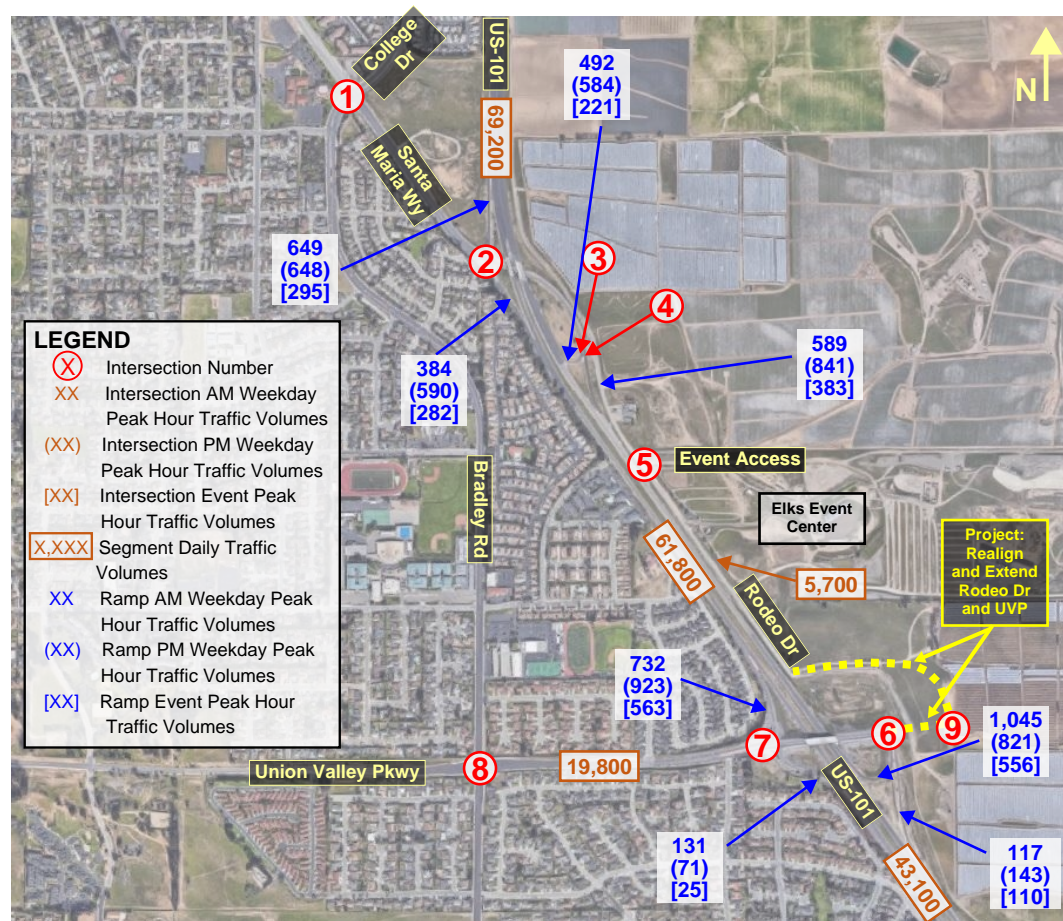 College
Dr
US-101
492
(584)
[221]
N
1
69,200
Santa
Maria Wy
649
(648)
[295]
2
3
4
LEGEND
X Intersection Number
XX Intersection AM Weekday
Peak Hour Traffic Volumes
(XX) Intersection PM Weekday
Peak Hour Traffic Volumes
[XX] Intersection Event Peak
Hour Traffic Volumes
X,XXX Segment Daily Traffic
Volumes
XX Ramp AM Weekday Peak
Hour Traffic Volumes
(XX) Ramp PM Weekday Peak
Hour Traffic Volumes
[XX] Ramp Event Peak Hour
Traffic Volumes
384
(590)
[282]
589
(841)
[383]
5
Event Access
Bradley Rd
Elks Event
Center
61,800
5,700
Project:
Realign
and Extend
Rodeo Dr
and UVP
Rodeo Dr
732
(923)
[563]
7
6
9
1,045
(821)
[556]
Union Valley Pkwy
8
19,800
US-101
131
(71)
[25]
43,100
117
(143)
[110]